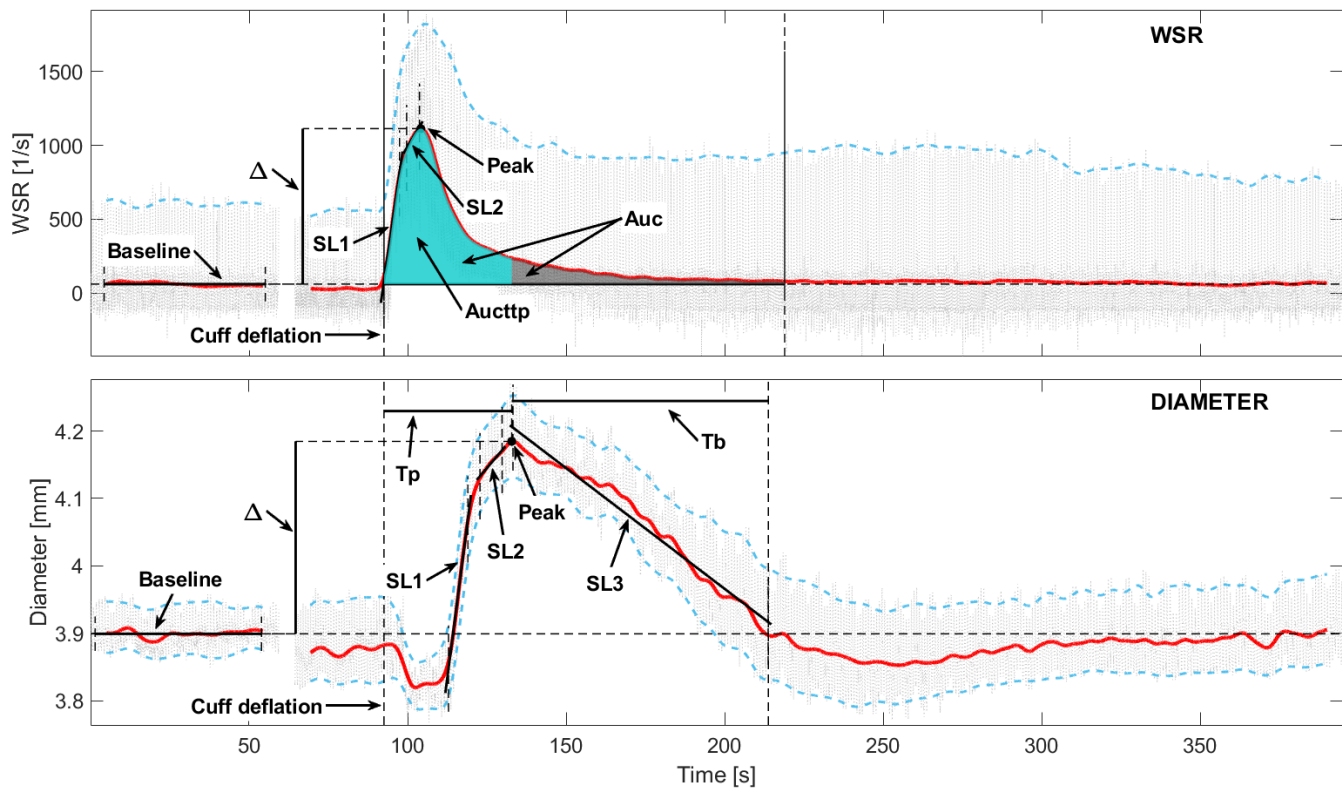 WSR
WSR [1/s]
1500
1000
500
0
Δ
Peak
SL2
SL1
Auc
Baseline
Aucttp
Cuff deflation
DIAMETER
Diameter [mm]
4.2
4.1
4
3.9
3.8
Tp
Tb
Δ
Peak
SL2
SL1
SL3
Baseline
Cuff deflation
50 100 150 200 250 300 350
Time [s]